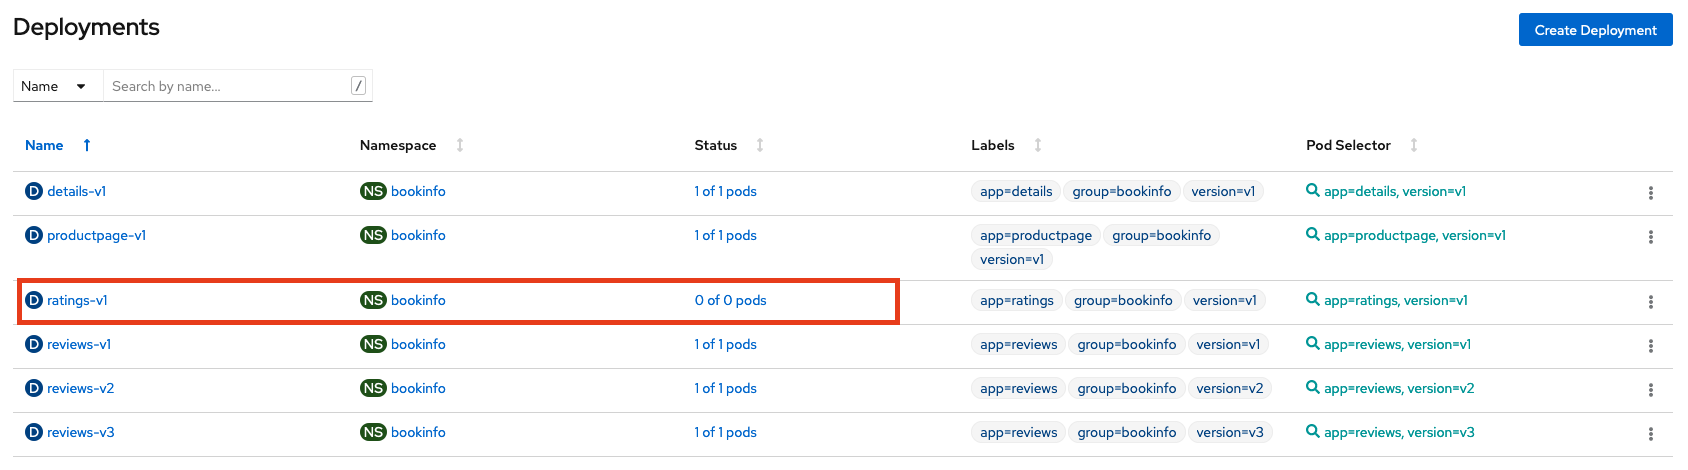 Deployments
Create Deployment
Name Search by name... /
Name Namespace Status Labels Pod Selector
D details-v1 NS bookinfo 1 of 1 pods app=details group=bookinfo version=v1 app=details, version=v1
D productpage-v1 NS bookinfo 1 of 1 pods app=productpage group=bookinfo app=productpage, version=v1
version=v1
D ratings-v1 NS bookinfo 0 of 0 pods app=ratings group=bookinfo version=v1 app=ratings, version=v1
D reviews-v1 NS bookinfo 1 of 1 pods app=reviews group=bookinfo version=v1 app=reviews, version=v1
D reviews-v2 NS bookinfo 1 of 1 pods app=reviews group=bookinfo version=v2 app=reviews, version=v2
D reviews-v3 NS bookinfo 1 of 1 pods app=reviews group=bookinfo version=v3 app=reviews, version=v3